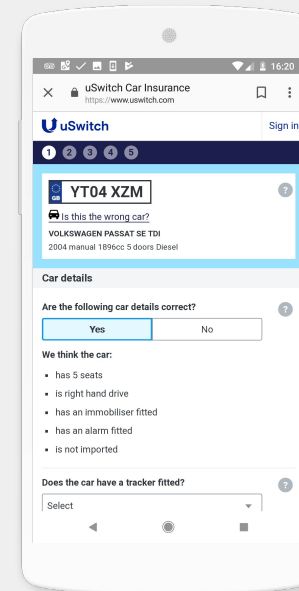 16:20
uSwitch Car Insurance
https://www.uswitch.com
uSwitch
Sign in
1 2 3 4 5
GB YT04 XZM
?
Is this the wrong car?
VOLKSWAGEN PASSAT SE TDI
2004 manual 1896cc 5 doors Diesel
Car details
Are the following car details correct?
?
Yes No
We think the car:
has 5 seats
is right hand drive
has an immobiliser fitted
has an alarm fitted
is not imported
Does the car have a tracker fitted?
?
Select